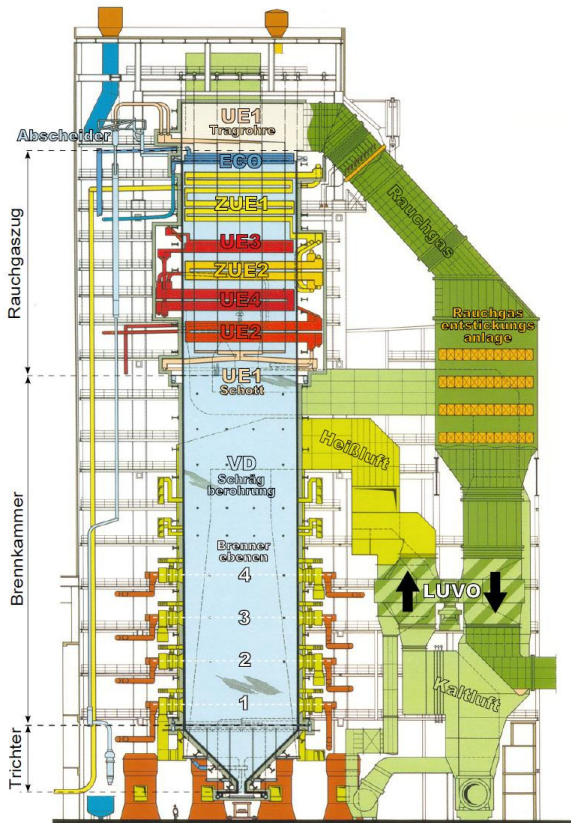 UE1
Tragrohre
Abscheider
ECO
ZUE1
UE3
ZUE2
UE4
UE2
UE1
Schott
Rauchgas
Rauchgas
entstickungs
anlage
Heißluft
VD
Schräg
berohrung
Brenner
ebenen
4
3
2
1
LUVO
Kaltluft
Rauchgaszug
Brennkammer
Trichter